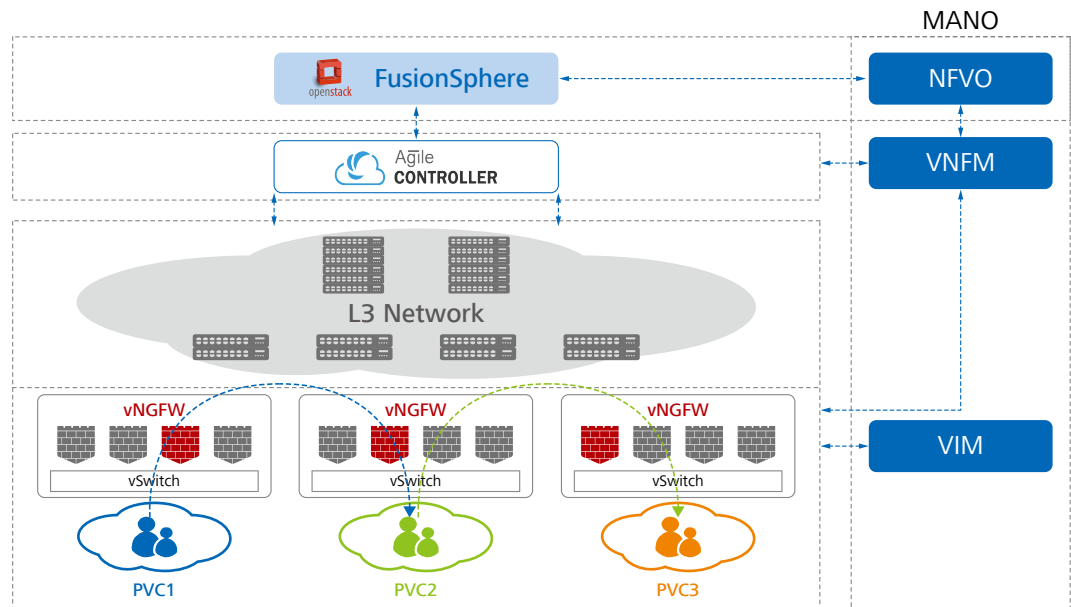 MANO
openstack
FusionSphere
NFVO
Agile
CONTROLLER
VNFM
L3 Network
vNGFW
vNGFW
vNGFW
vSwitch
vSwitch
vSwitch
VIM
PVC1
PVC2
PVC3